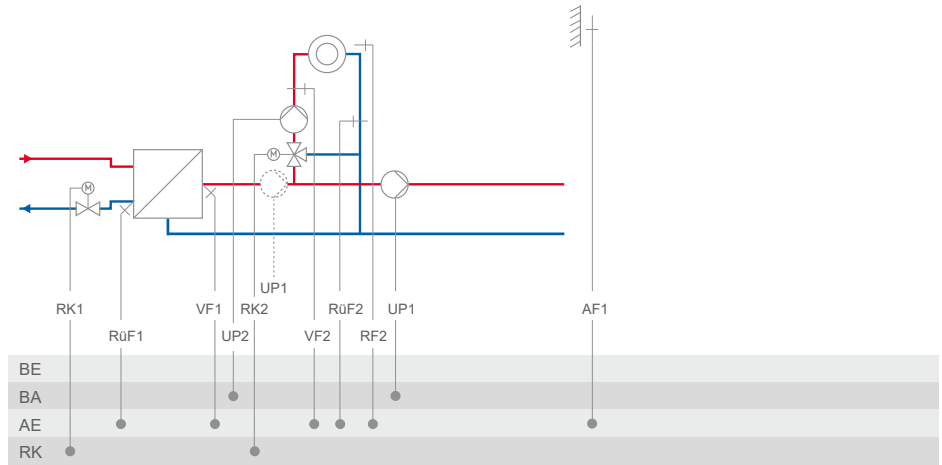 M
M
UP1
RK1 VF1 RK2 RüF2 UP1 AF1
RüF1 UP2 VF2 RF2
BE
BA
AE
RK